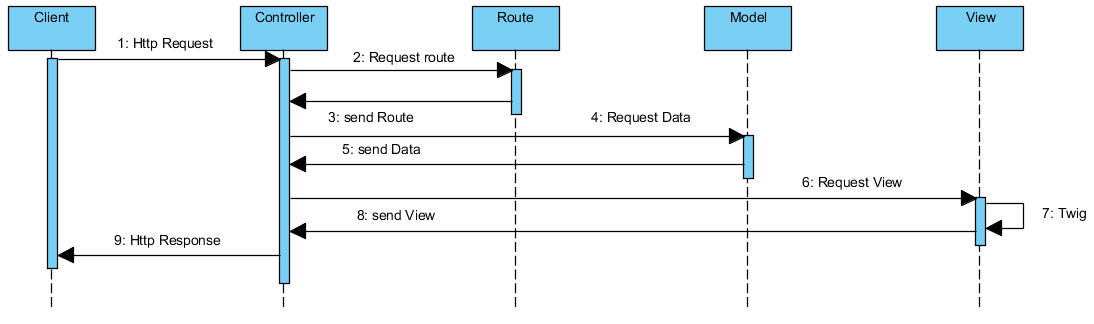 Client
Controller
Route
Model
View
1: Http Request
2: Request route
3: send Route
4: Request Data
5: send Data
6: Request View
7: Twig
8: send View
9: Http Response